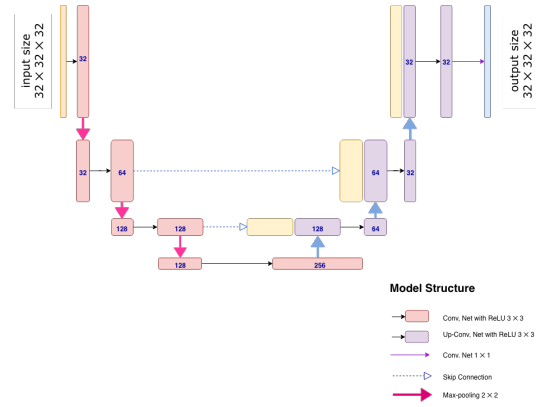 input size
32 × 32 × 32
32
32
64
128
128
128
256
128
64
64
32
32
32
output size
32 × 32 × 32
Model Structure
Conv. Net with ReLU 3 × 3
Up-Conv. Net with ReLU 3 × 3
Conv. Net 1 × 1
Skip Connection
Max-pooling 2 × 2